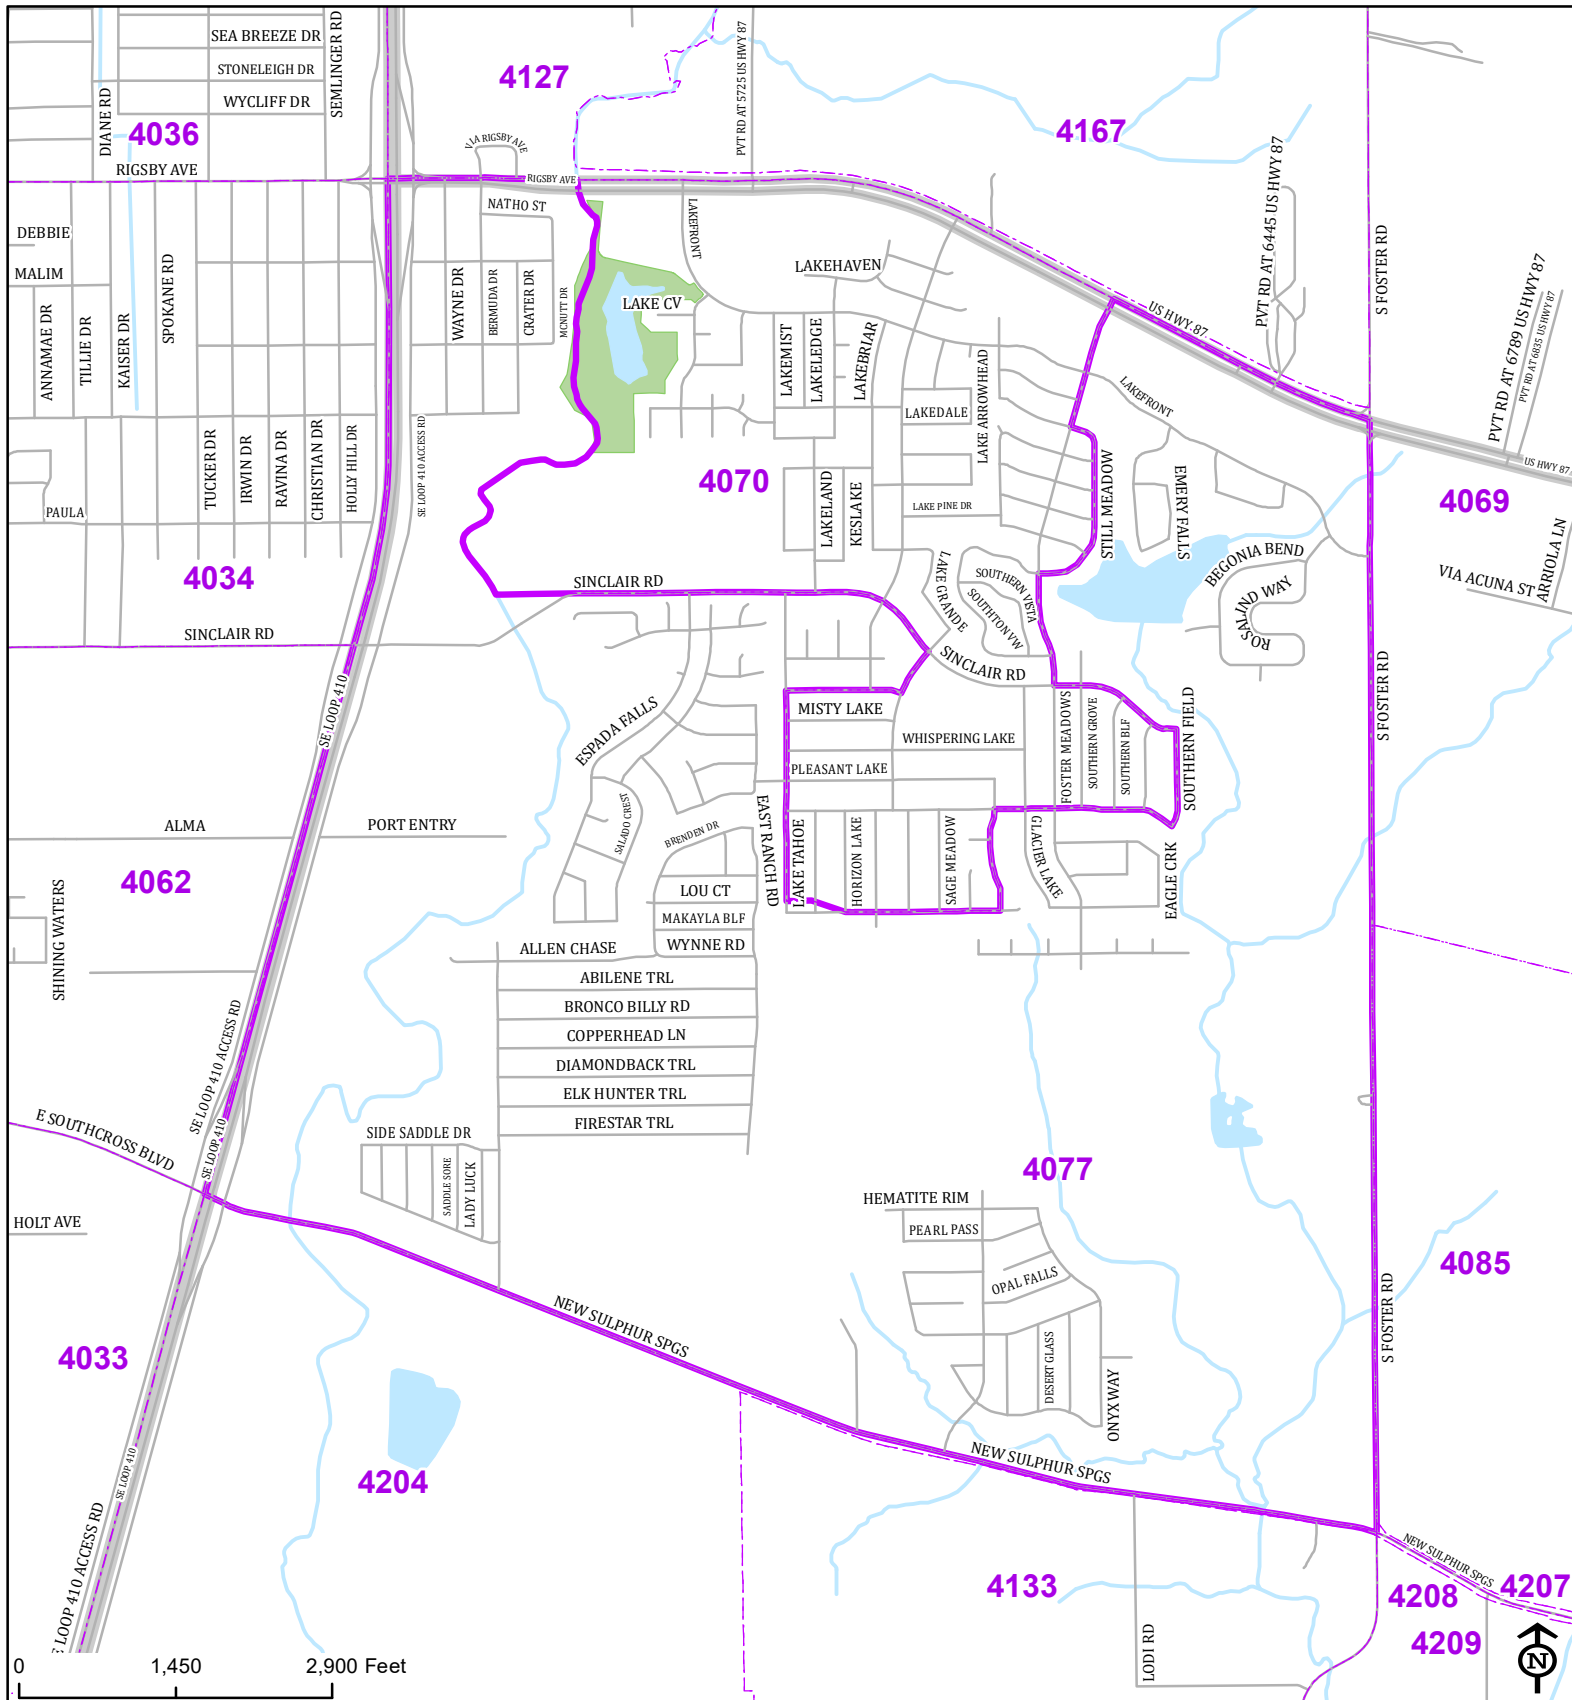 SEA BREEZE DR
SEMLINGER RD
STONELEIGH DR
WYCLIFF DR
DIANE RD
4036
4127
4167
PVT RD AT 5725 US HWY 87
VIA RIGSBY AVE
RIGSBY AVE
RIGSBY AVE
NATHO ST
LAKEFRONT
DEBBIE
MALIM
SPOKANE RD
LAKEHAVEN
PVT RD AT 6445 US HWY 87
S FOSTER RD
PVT RD AT 6789 US HWY 87
PVT RD AT 6835 US HWY 87
US HWY 87
ANNAMAE DR
TILLIE DR
KAISER DR
WAYNE DR
BERMUDA DR
CRATER DR
MCNUTT DR
LAKE CV
LAKEMIST
LAKELEDGE
LAKEBRIAR
LAKE ARROWHEAD
LAKEDALE
LAKEFRONT
TUCKER DR
IRWIN DR
RAVINA DR
CHRISTIAN DR
HOLLY HILL DR
SE LOOP 410 ACCESS RD
4070
LAKELAND
KESLAKE
LAKE PINE DR
STILL MEADOW
EMERY FALLS
US HWY 87
4069
PAULA
4034
SINCLAIR RD
SINCLAIR RD
LAKE GRANDE
SOUTHERN VISTA
SOUTHTON VW
SINCLAIR RD
BEGONIA BEND
ROSALIND WAY
VIA ACUNA ST
ARRIOLA LN
SE LOOP 410
ESPADA FALLS
MISTY LAKE
WHISPERING LAKE
PLEASANT LAKE
FOSTER MEADOWS
SOUTHERN GROVE
SOUTHERN BLF
SOUTHERN FIELD
S FOSTER RD
ALMA
PORT ENTRY
SALADO CREST
BRENDEN DR
EAST RANCH RD
LAKE TAHOE
HORIZON LAKE
SAGE MEADOW
GLACIER LAKE
EAGLE CRK
4062
LOU CT
MAKAYLA BLF
WYNNE RD
SHINING WATERS
ALLEN CHASE
ABILENE TRL
BRONCO BILLY RD
COPPERHEAD LN
DIAMONDBACK TRL
ELK HUNTER TRL
FIRESTAR TRL
SE LOOP 410 ACCESS RD
E SOUTHCROSS BLVD
SE LOOP 410
SIDE SADDLE DR
SADDLE SORE
LADY LUCK
HOLT AVE
4077
HEMATITE RIM
PEARL PASS
OPAL FALLS
4085
NEW SULPHUR SPGS
DESERT GLASS
ONYX WAY
S FOSTER RD
4033
4204
SE LOOP 410
NEW SULPHUR SPGS
NEW SULPHUR SPGS
E LOOP 410 ACCESS RD
4133
4208
4207
4209
LODI RD
0
1,450
2,900 Feet
N